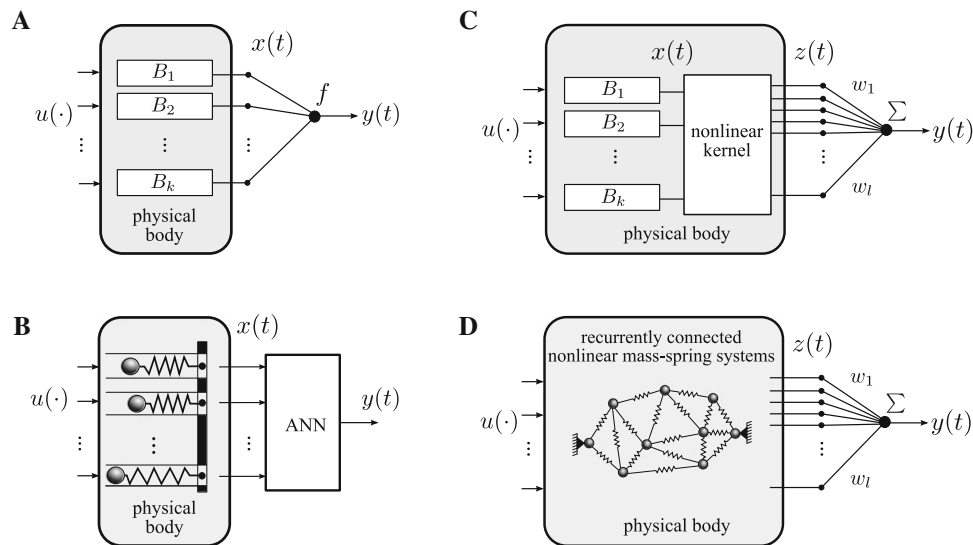 A
x(t)
B₁
B₂
⋮
Bₖ
u(·)
⋮
f
y(t)
physical
body
C
x(t)
z(t)
B₁
B₂
⋮
Bₖ
u(·)
⋮
nonlinear
kernel
w₁
Σ
y(t)
⋮
wₗ
physical body
B
x(t)
u(·)
⋮
⋮
⋮
ANN
y(t)
physical
body
D
recurrently connected
nonlinear mass-spring systems
z(t)
u(·)
⋮
w₁
Σ
y(t)
⋮
wₗ
physical body